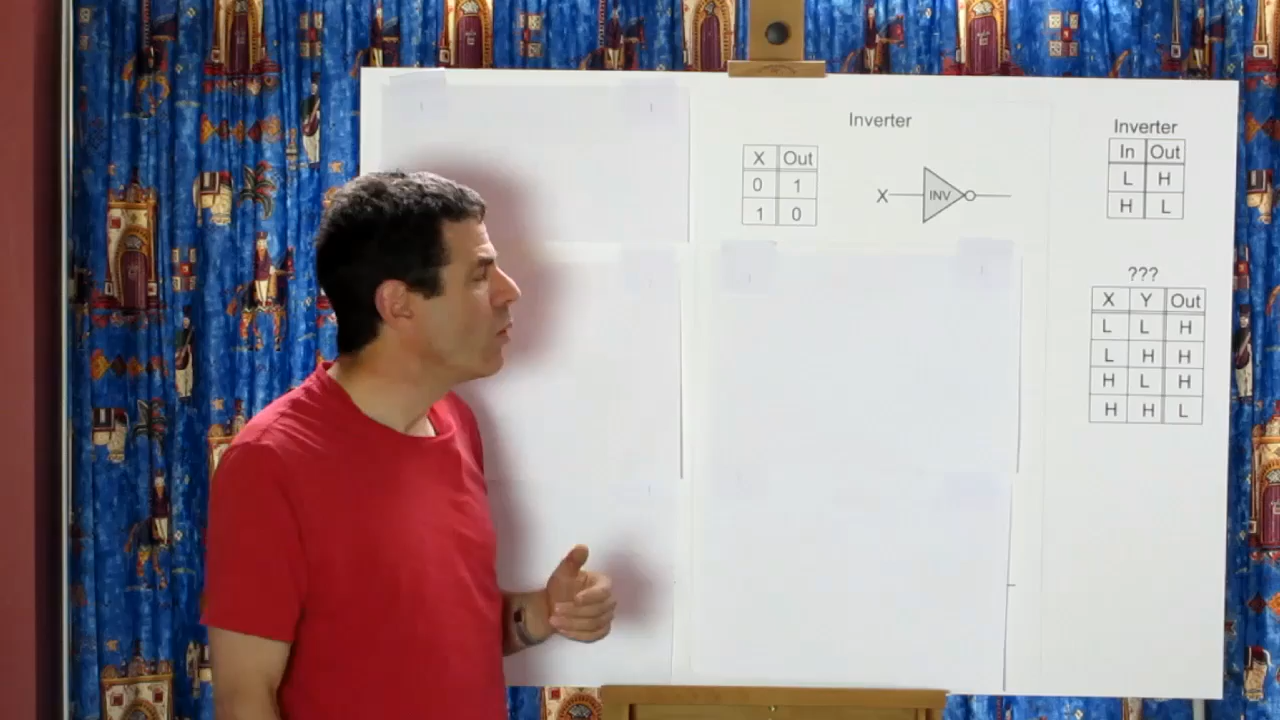 Inverter
X Out
0 1
1 0
X INV
Inverter
In Out
L H
H L
???
X Y Out
L L H
L H H
H L H
H H L